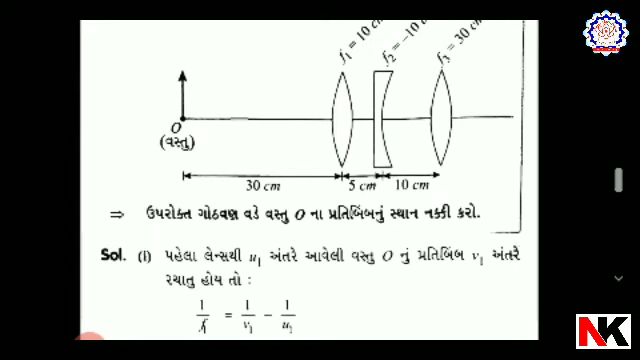 f₁ = 10 cm
f₂ = –10
f₃ = 30 cm
O
(વસ્તુ)
30 cm
5 cm
10 cm
⇒ ઉપરોક્ત ગોઠવણ વડે વસ્તુ O ના પ્રતિબિંબનું સ્થાન નક્કી કરો.
Sol. (i) પહેલા લેન્સથી u₁ અંતરે આવેલી વસ્તુ O નું પ્રતિબિંબ v₁ અંતરે
રચાતુ હોય તો :
1/f₁ = 1/v₁ – 1/u₁
NK